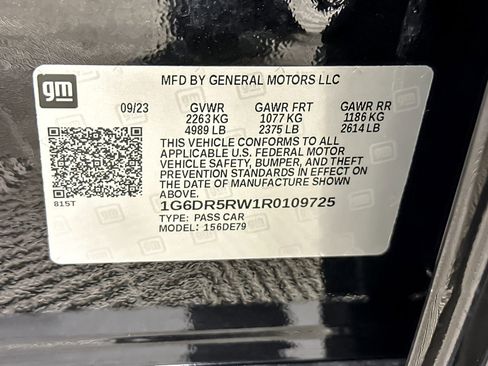 gm
MFD BY GENERAL MOTORS LLC
09/23 GVWR GAWR FRT GAWR RR
2263 KG 1077 KG 1186 KG
4989 LB 2375 LB 2614 LB
THIS VEHICLE CONFORMS TO ALL
APPLICABLE U.S. FEDERAL MOTOR
VEHICLE SAFETY, BUMPER, AND THEFT
PREVENTION STANDARDS IN EFFECT ON
THE DATE OF MANUFACTURE SHOWN
ABOVE.
815T
1G6DR5RW1R0109725
TYPE: PASS CAR
MODEL: 156DE79